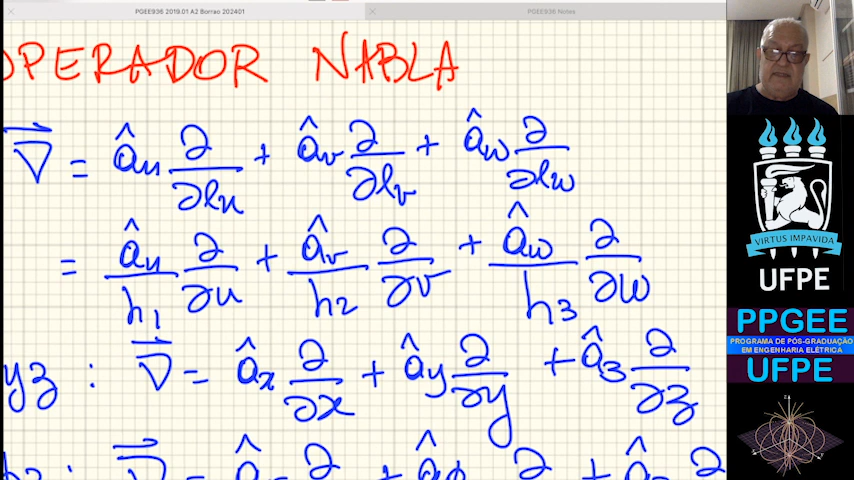 PGEE936 2019.01 A2 Borrao 202401
PGEE936 Notes
OPERADOR NABLA
∇⃗ = âu ∂/∂lu + âv ∂/∂lv + âw ∂/∂lw
= âu/h1 ∂/∂u + âv/h2 ∂/∂v + âw/h3 ∂/∂w
yz : ∇⃗ = âx ∂/∂x + ây ∂/∂y + âz ∂/∂z
VIRTUS IMPAVIDA
UFPE
PPGEE
PROGRAMA DE PÓS-GRADUAÇÃO
EM ENGENHARIA ELÉTRICA
UFPE